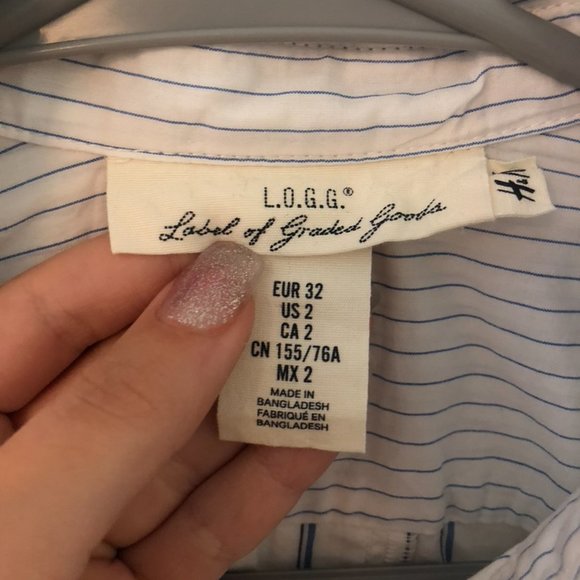 L.O.G.G.®
Label of Graded Goods
H&M
EUR 32
US 2
CA 2
CN 155/76A
MX 2
MADE IN
BANGLADESH
FABRIQUÉ EN
BANGLADESH